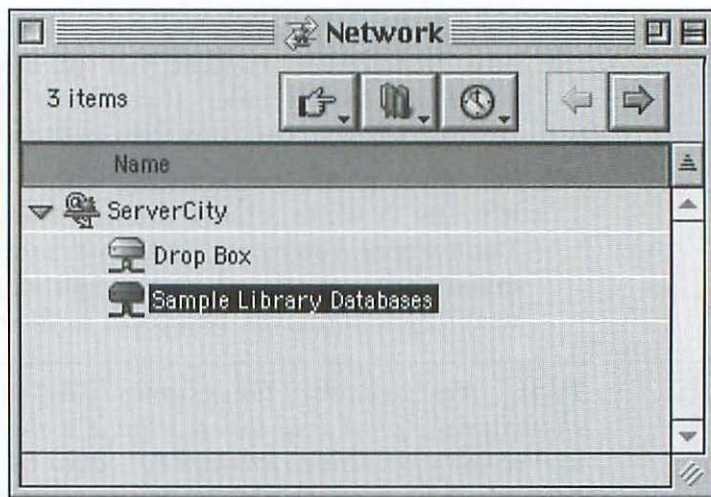 Network
3 items
Name
ServerCity
Drop Box
Sample Library Databases